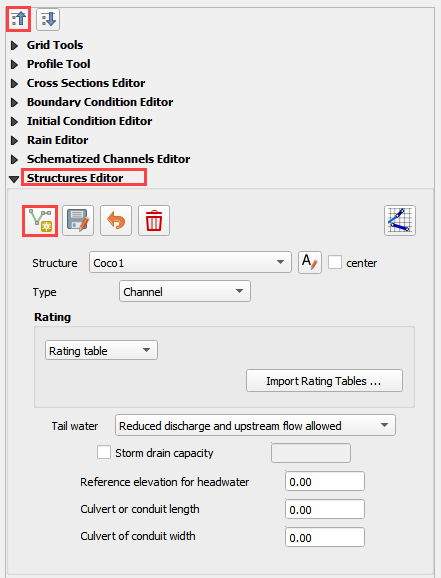 Grid Tools
Profile Tool
Cross Sections Editor
Boundary Condition Editor
Initial Condition Editor
Rain Editor
Schematized Channels Editor
Structures Editor
Structure Coco1 A center
Type Channel
Rating
Rating table
Import Rating Tables ...
Tail water Reduced discharge and upstream flow allowed
Storm drain capacity
Reference elevation for headwater 0.00
Culvert or conduit length 0.00
Culvert of conduit width 0.00